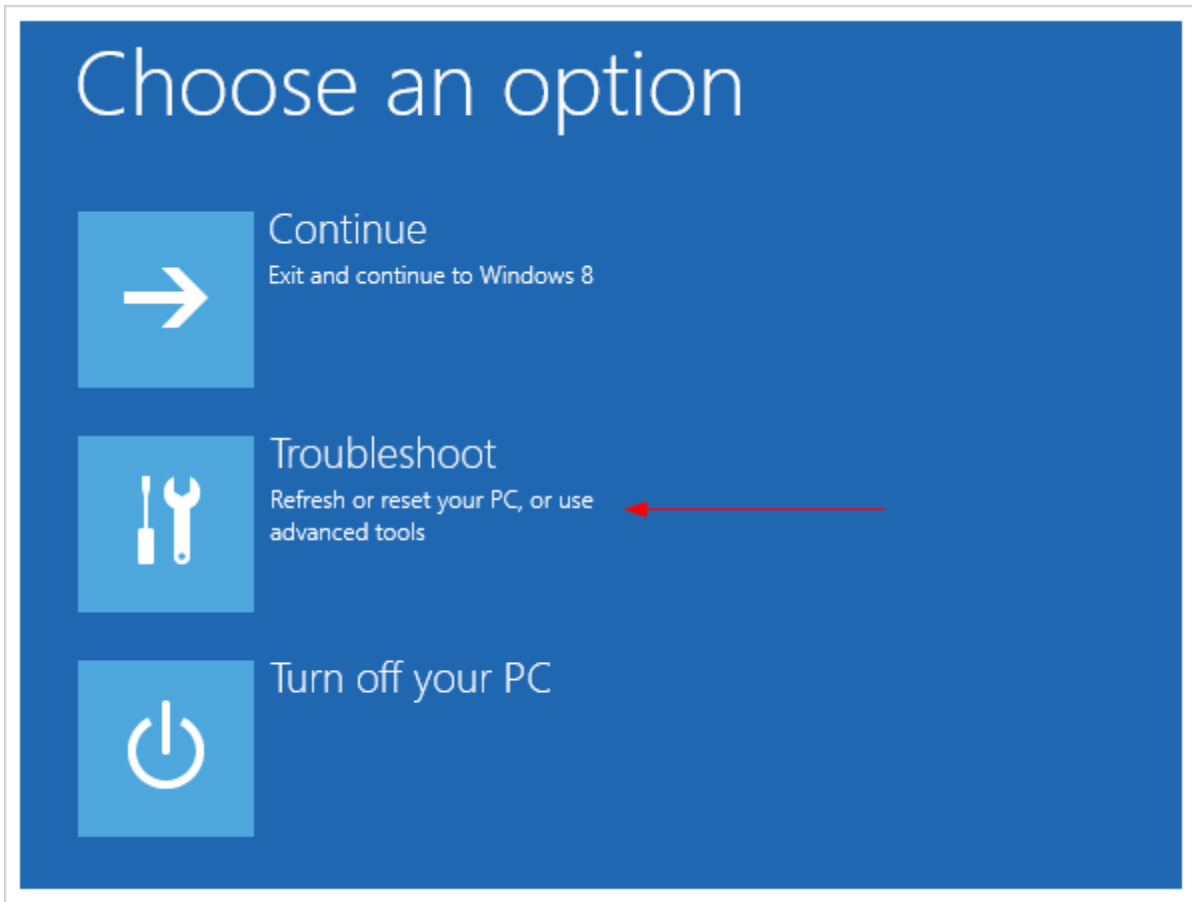 Choose an option
Continue
Exit and continue to Windows 8
Troubleshoot
Refresh or reset your PC, or use
advanced tools
Turn off your PC